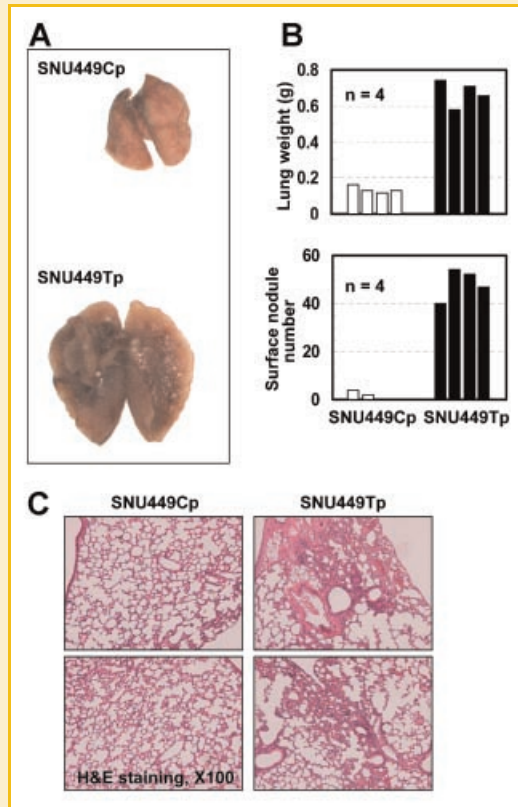 A
SNU449Cp
SNU449Tp
B
Lung weight (g)
0.8
0.6
0.4
0.2
0
n = 4
Surface nodule
number
60
40
20
0
n = 4
SNU449Cp
SNU449Tp
C
SNU449Cp
SNU449Tp
H&E staining, X100